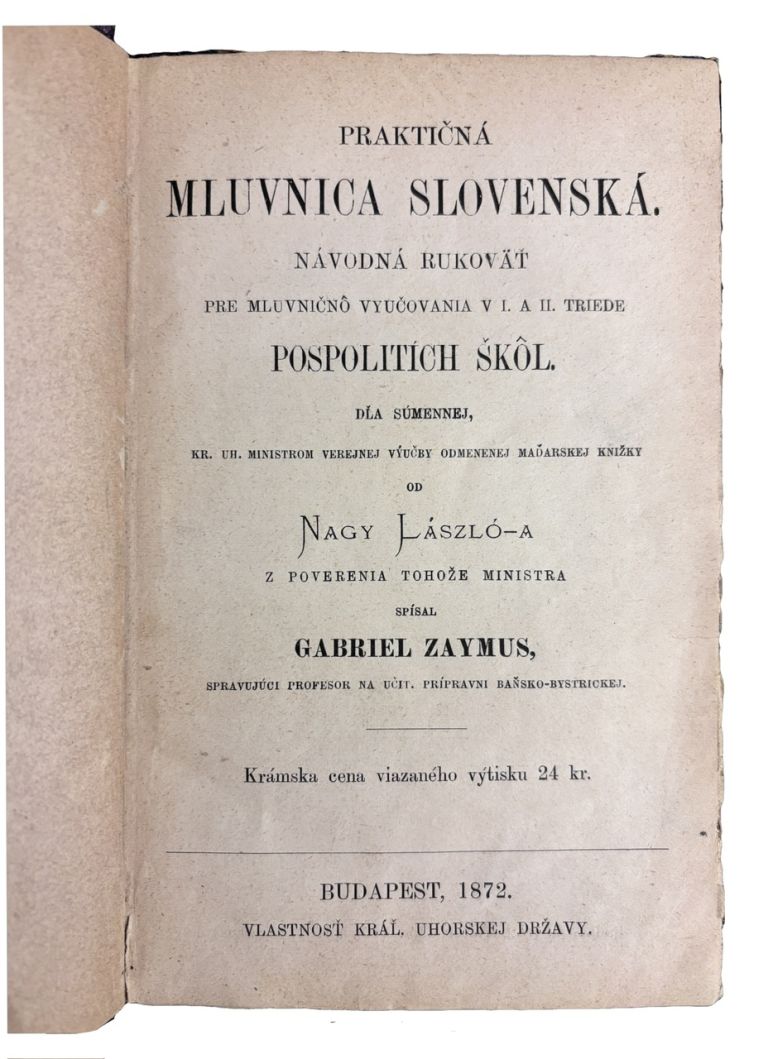 PRAKTIČNÁ
MLUVNICA SLOVENSKÁ.
NÁVODNÁ RUKOVÄŤ
PRE MLUVNIČNÔ VYUČOVANIA V I. A II. TRIEDE
POSPOLITÍCH ŠKÔL.
DĽA SÚMENNEJ,
KR. UH. MINISTROM VEREJNEJ VÝUČBY ODMENENEJ MAĎARSKEJ KNIŽKY
OD
NAGY LÁSZLÓ-A
Z POVERENIA TOHOŽE MINISTRA
SPÍSAL
GABRIEL ZAYMUS,
SPRAVUJÚCI PROFESOR NA UČIT. PRÍPRAVNI BAŇSKO-BYSTRICKEJ.
Krámska cena viazaného výtisku 24 kr.
BUDAPEST, 1872.
VLASTNOSŤ KRÁĽ. UHORSKEJ DRŽAVY.